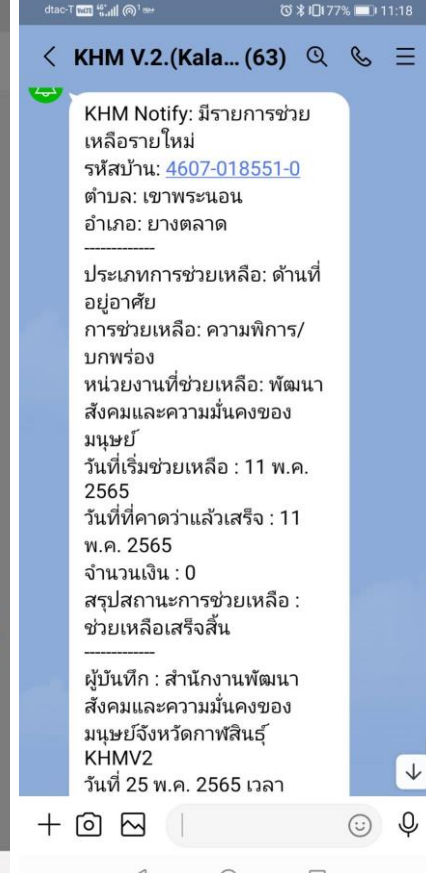 dtac-T VoWiFi 4G 77% 11:18
KHM V.2.(Kala... (63)
KHM Notify: มีรายการช่วย
เหลือรายใหม่
รหัสบ้าน: 4607-018551-0
ตำบล: เขาพระนอน
อำเภอ: ยางตลาด
-------------
ประเภทการช่วยเหลือ: ด้านที่
อยู่อาศัย
การช่วยเหลือ: ความพิการ/
บกพร่อง
หน่วยงานที่ช่วยเหลือ: พัฒนา
สังคมและความมั่นคงของ
มนุษย์
วันที่เริ่มช่วยเหลือ : 11 พ.ค.
2565
วันที่ที่คาดว่าแล้วเสร็จ : 11
พ.ค. 2565
จำนวนเงิน : 0
สรุปสถานะการช่วยเหลือ :
ช่วยเหลือเสร็จสิ้น
-------------
ผู้บันทึก : สำนักงานพัฒนา
สังคมและความมั่นคงของ
มนุษย์จังหวัดกาฬสินธุ์
KHMV2
วันที่ 25 พ.ค. 2565 เวลา